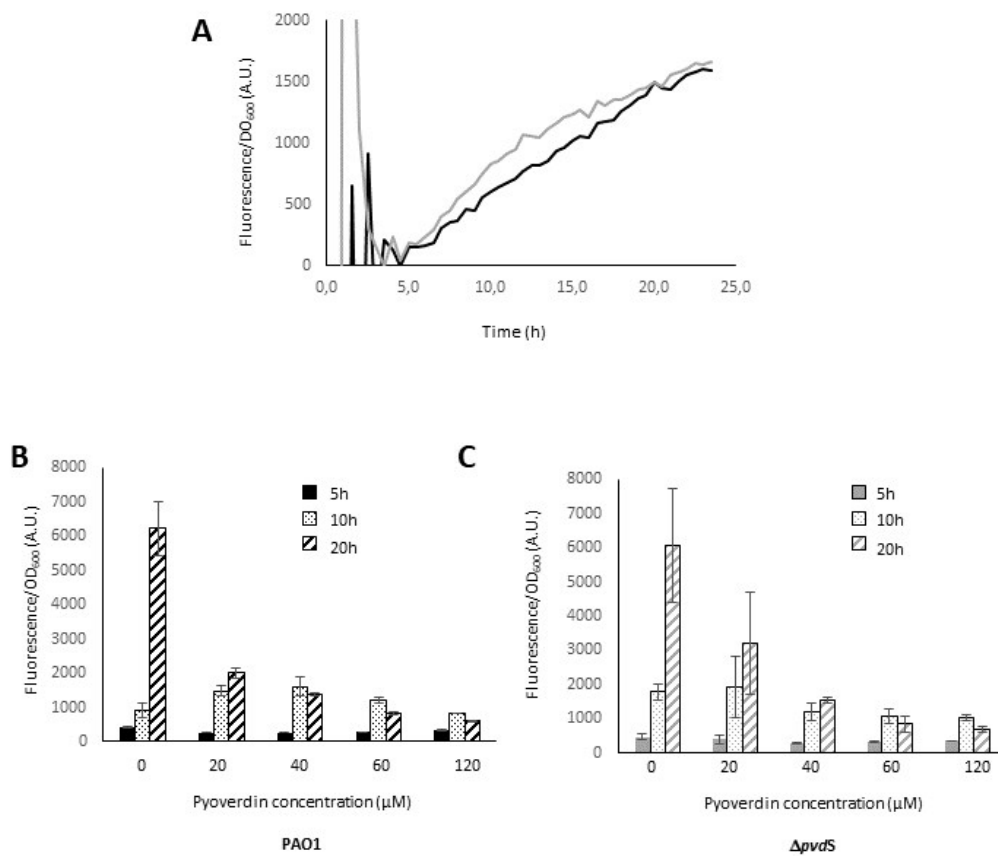 A
2000
1500
1000
500
0
Fluorescence/DO600 (A.U.)
0,0 5,0 10,0 15,0 20,0 25,0
Time (h)
B
8000
7000
6000
5000
4000
3000
2000
1000
0
Fluorescence/OD600 (A.U.)
5h
10h
20h
0 20 40 60 120
Pyoverdin concentration (µM)
PAO1
C
8000
7000
6000
5000
4000
3000
2000
1000
0
Fluorescence/OD600 (A.U.)
5h
10h
20h
0 20 40 60 120
Pyoverdin concentration (µM)
ΔpvdS